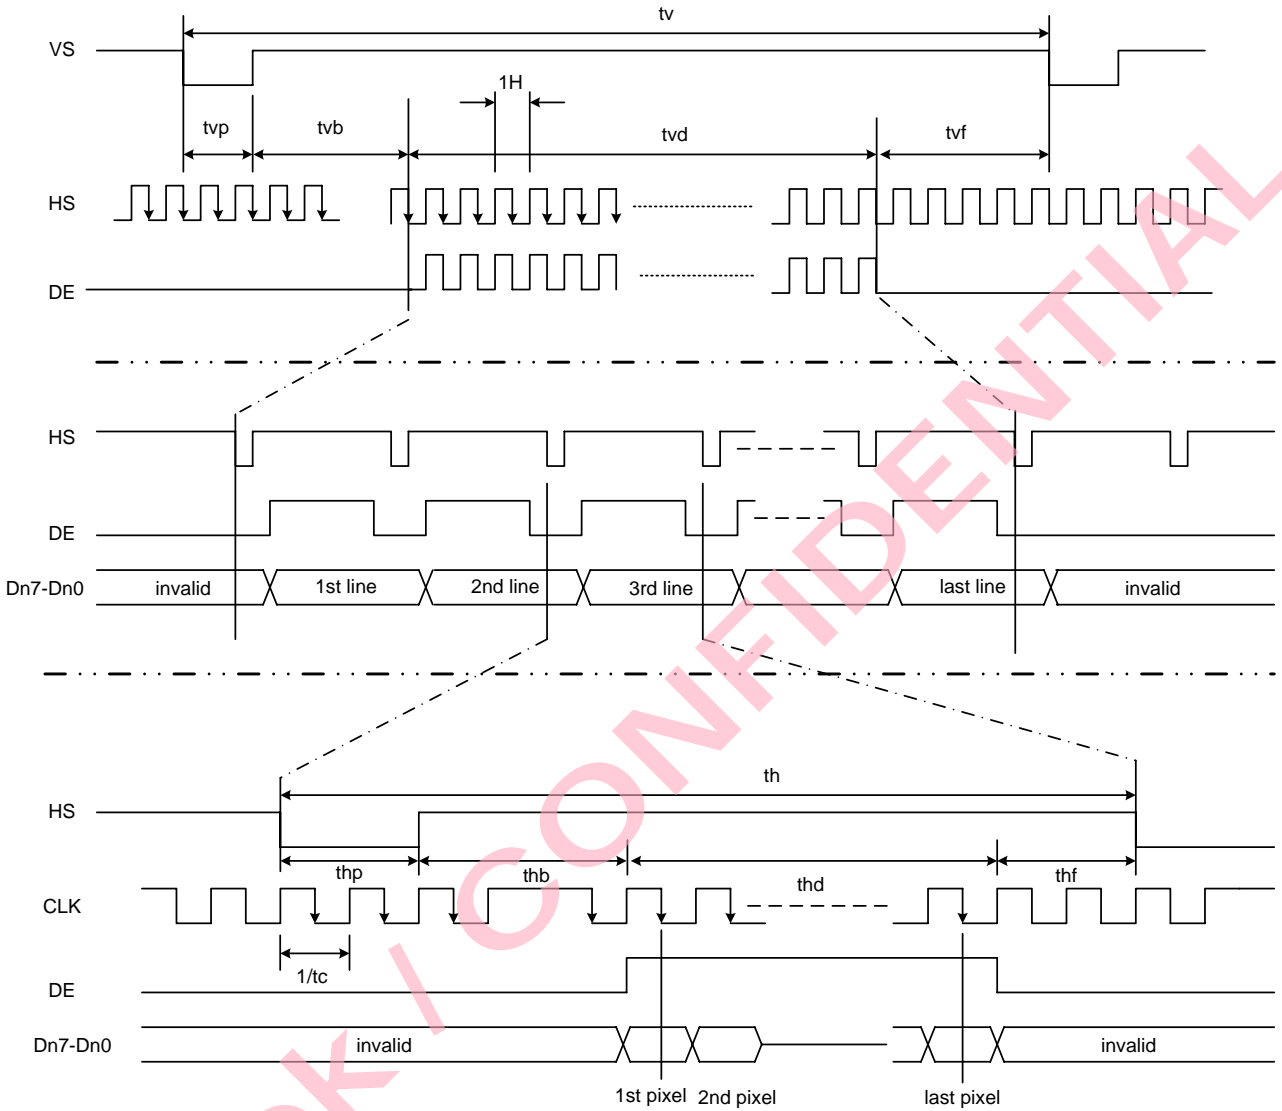 tv
VS
1H
tvp
tvb
tvd
tvf
HS
DE
HS
DE
Dn7-Dn0
invalid
1st line
2nd line
3rd line
last line
invalid
th
HS
thp
thb
thd
thf
CLK
1/tc
DE
Dn7-Dn0
invalid
invalid
1st pixel
2nd pixel
last pixel
/ CONFIDENTIAL